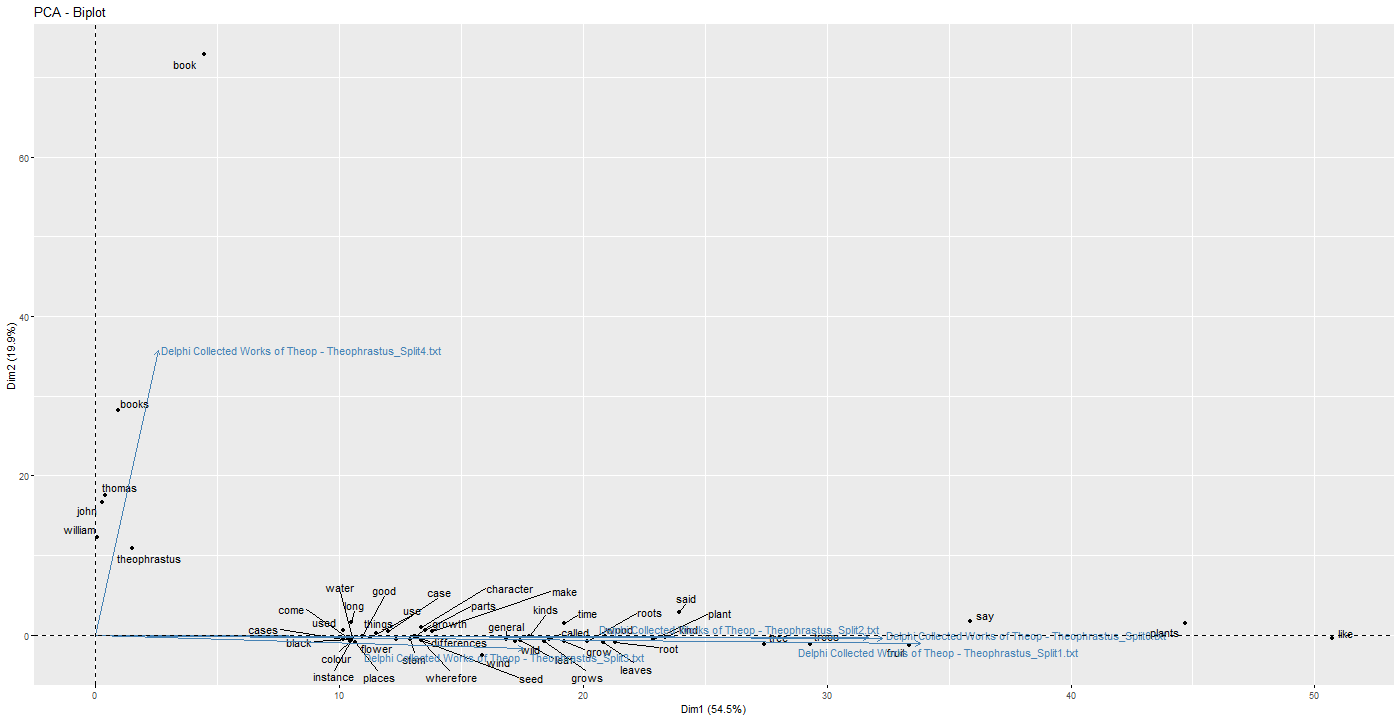 PCA - Biplot
book
60
40
Dim2 (19.9%)
Delphi Collected Works of Theop - Theophrastus_Split4.txt
books
20
thomas
john
william
theophrastus
water
good
case
character
make
come
long
use
parts
kinds
time
roots
said
plant
say
used
things
growth
general
called
wood
kind
Delphi Collected Works of Theop - Theophrastus_Split2.txt
cases
0
plants
like
black
flower
differences
tree
trees
fruit
colour
stem
wild
wind
leaf
grow
root
Delphi Collected Works of Theop - Theophrastus_Split3.txt
Delphi Collected Works of Theop - Theophrastus_Split1.txt
instance
places
wherefore
seed
grows
leaves
0
10
20
30
40
50
Dim1 (54.5%)